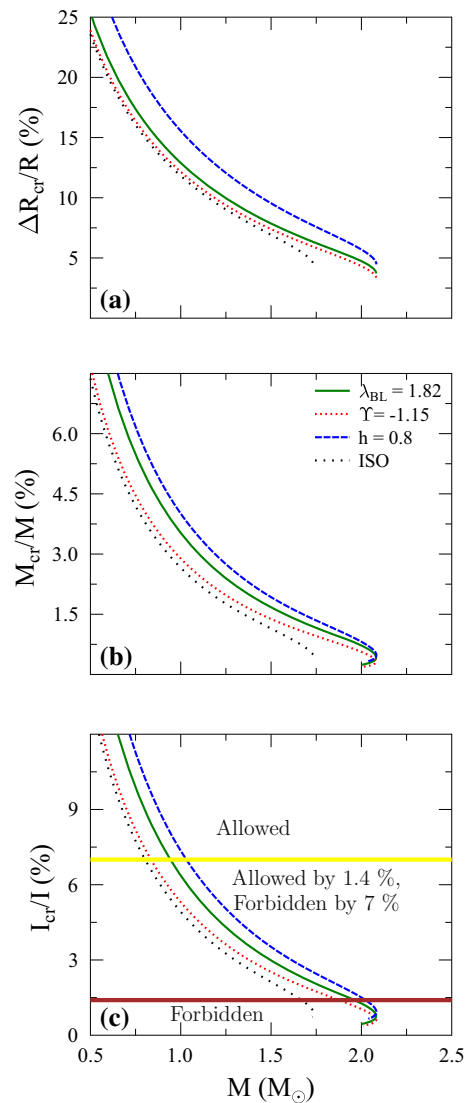 25
20
15
10
5
ΔR_cr/R (%)
(a)
6.0
4.5
3.0
1.5
M_cr/M (%)
λ_BL = 1.82
ϒ= -1.15
h = 0.8
ISO
(b)
9
6
3
0
I_cr/I (%)
Allowed
Allowed by 1.4 %,
Forbidden by 7 %
(c)
Forbidden
0.5 1.0 1.5 2.0 2.5
M (M_⊙)